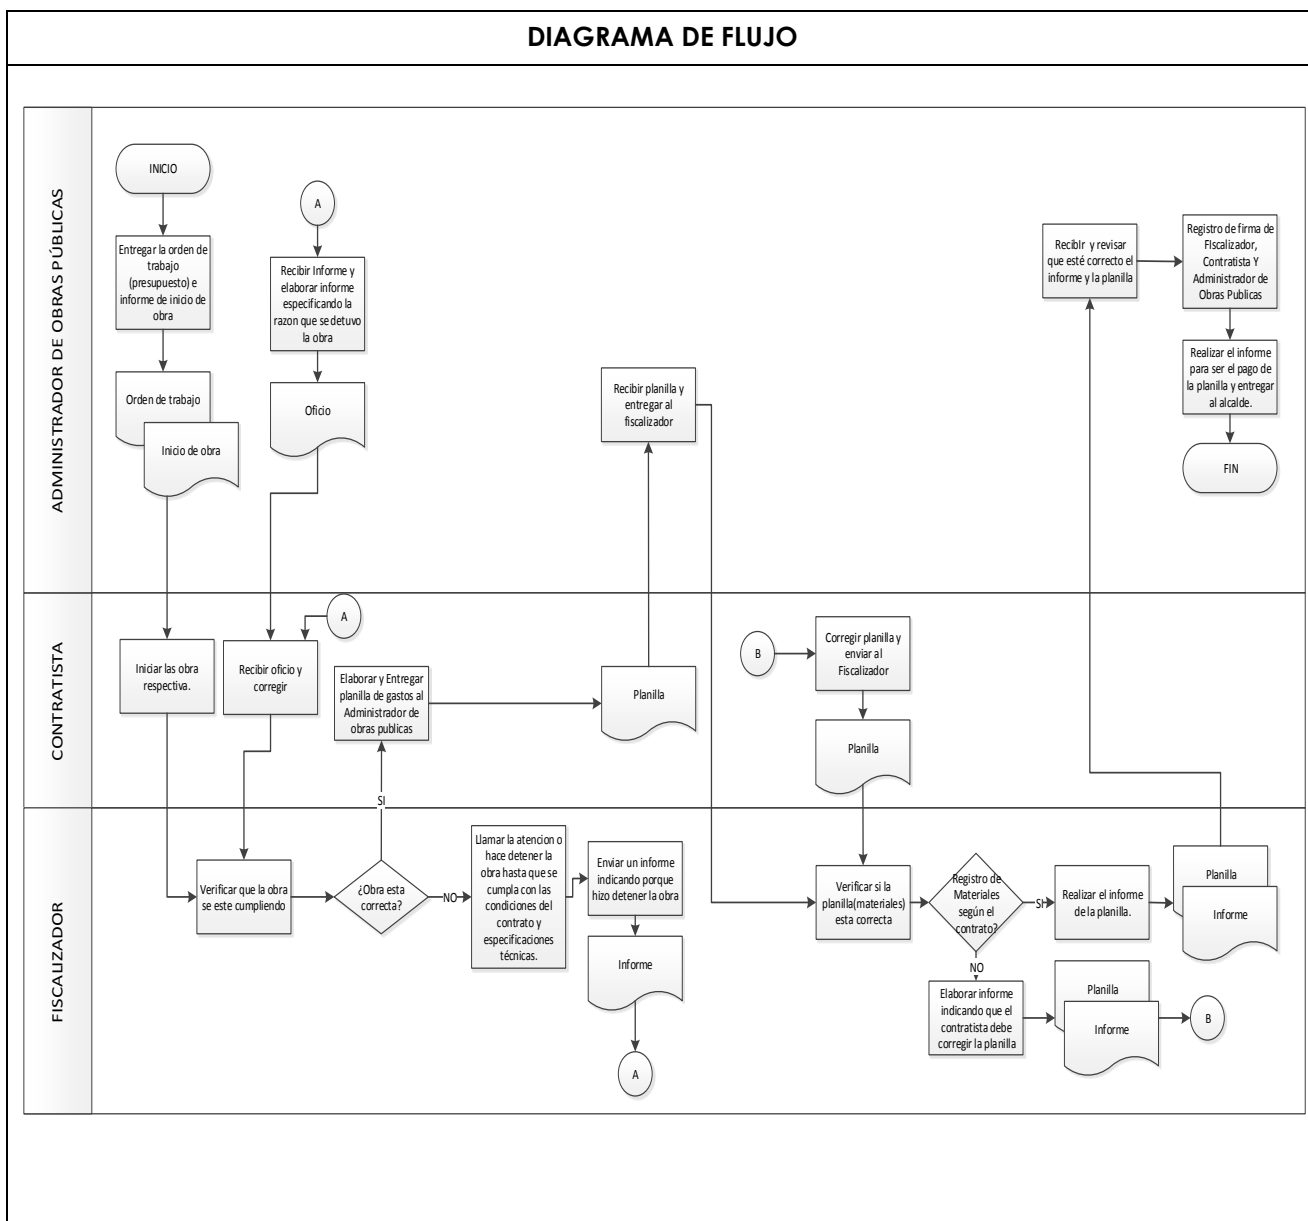 DIAGRAMA DE FLUJO
ADMINISTRADOR DE OBRAS PÚBLICAS
INICIO
Entregar la orden de
trabajo
(presupuesto) e
informe de inicio de
obra
Orden de trabajo
Inicio de obra
A
Recibir Informe y
elaborar informe
especificando la
razon que se detuvo
la obra
Oficio
Recibir planilla y
entregar al
fiscalizador
RecibIr y revisar
que esté correcto el
informe y la planilla
Registro de firma de
FIscalizador,
Contratista Y
Administrador de
Obras Publicas
Realizar el informe
para ser el pago de
la planilla y entregar
al alcalde.
FIN
CONTRATISTA
Iniciar las obra
respectiva.
A
Recibir oficio y
corregir
Elaborar y Entregar
planilla de gastos al
Administrador de
obras publicas
Planilla
B
Corregir planilla y
enviar al
Fiscalizador
Planilla
SI
FISCALIZADOR
Verificar que la obra
se este cumpliendo
¿Obra esta
correcta?
NO
Llamar la atencion o
hace detener la
obra hasta que se
cumpla con las
condiciones del
contrato y
especificaciones
técnicas.
Enviar un informe
indicando porque
hizo detener la obra
Informe
A
Verificar si la
planilla(materiales)
esta correcta
Registro de
Materiales
según el
contrato?
SI
Realizar el informe
de la planilla.
Planilla
Informe
NO
Elaborar informe
indicando que el
contratista debe
corregir la planilla
Planilla
Informe
B